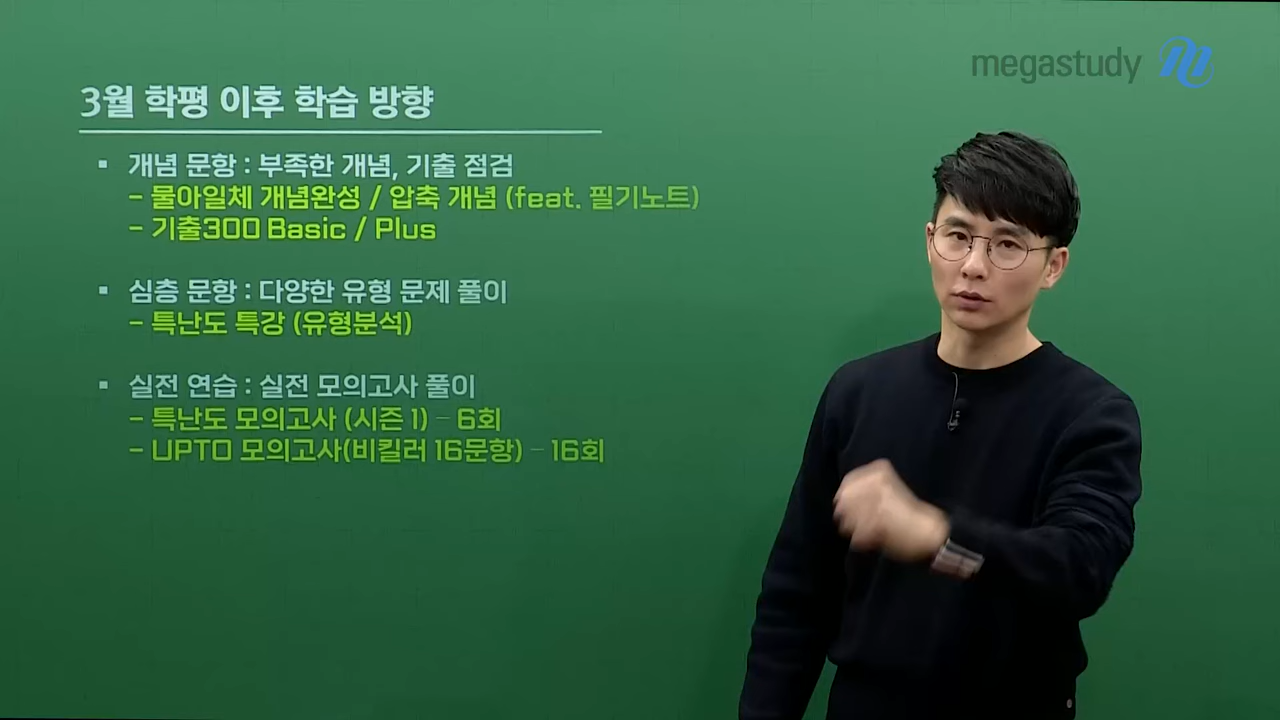 megastudy
3월 학평 이후 학습 방향
▪ 개념 문항 : 부족한 개념, 기출 점검
- 물아일체 개념완성 / 압축 개념 (feat. 필기노트)
- 기출300 Basic / Plus
▪ 심층 문항 : 다양한 유형 문제 풀이
- 특난도 특강 (유형분석)
▪ 실전 연습 : 실전 모의고사 풀이
- 특난도 모의고사 (시즌 1) - 6회
- UPTO 모의고사(비킬러 16문항) - 16회